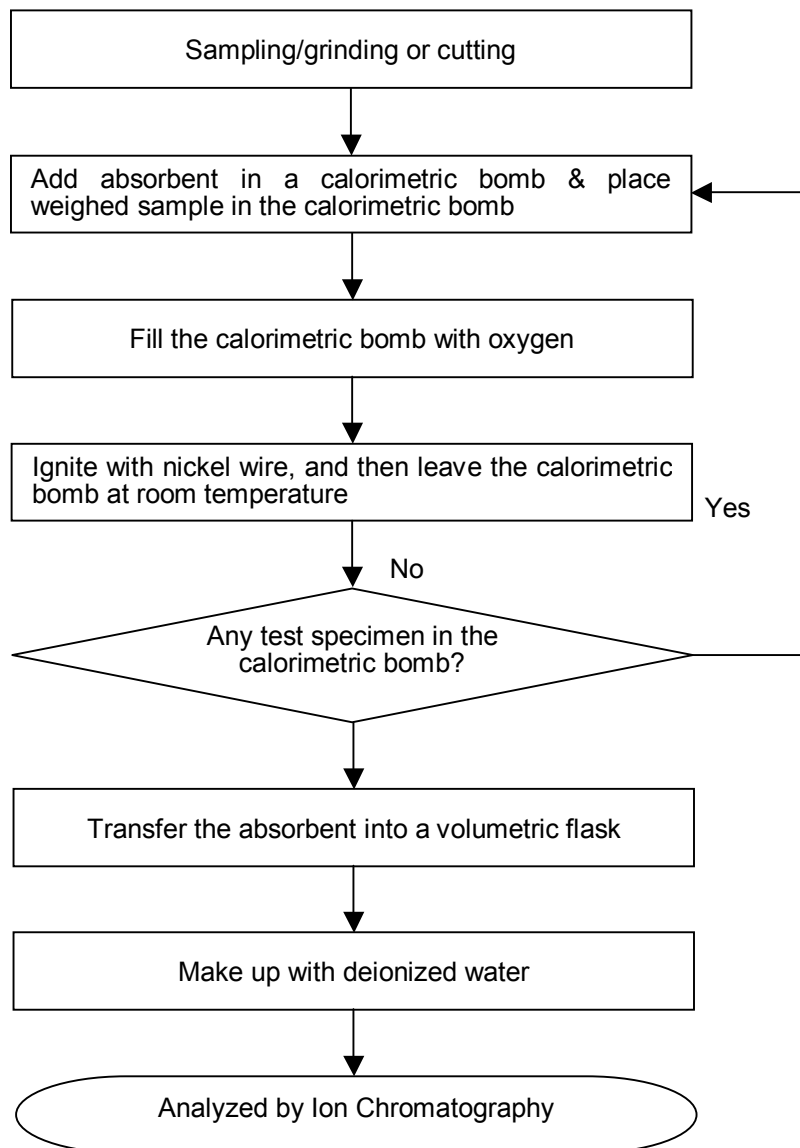 Sampling/grinding or cutting
Add absorbent in a calorimetric bomb & place
weighed sample in the calorimetric bomb
Fill the calorimetric bomb with oxygen
Ignite with nickel wire, and then leave the calorimetric
bomb at room temperature
Yes
No
Any test specimen in the
calorimetric bomb?
Transfer the absorbent into a volumetric flask
Make up with deionized water
Analyzed by Ion Chromatography